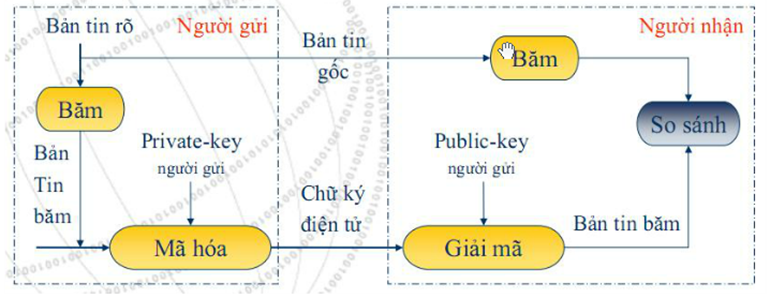 Bản tin rõ
Người gửi
Bản tin
gốc
Băm
Người nhận
Băm
So sánh
Bản
Tin
băm
Private-key
người gửi
Public-key
người gửi
Chữ ký
điện tử
Mã hóa
Giải mã
Bản tin băm